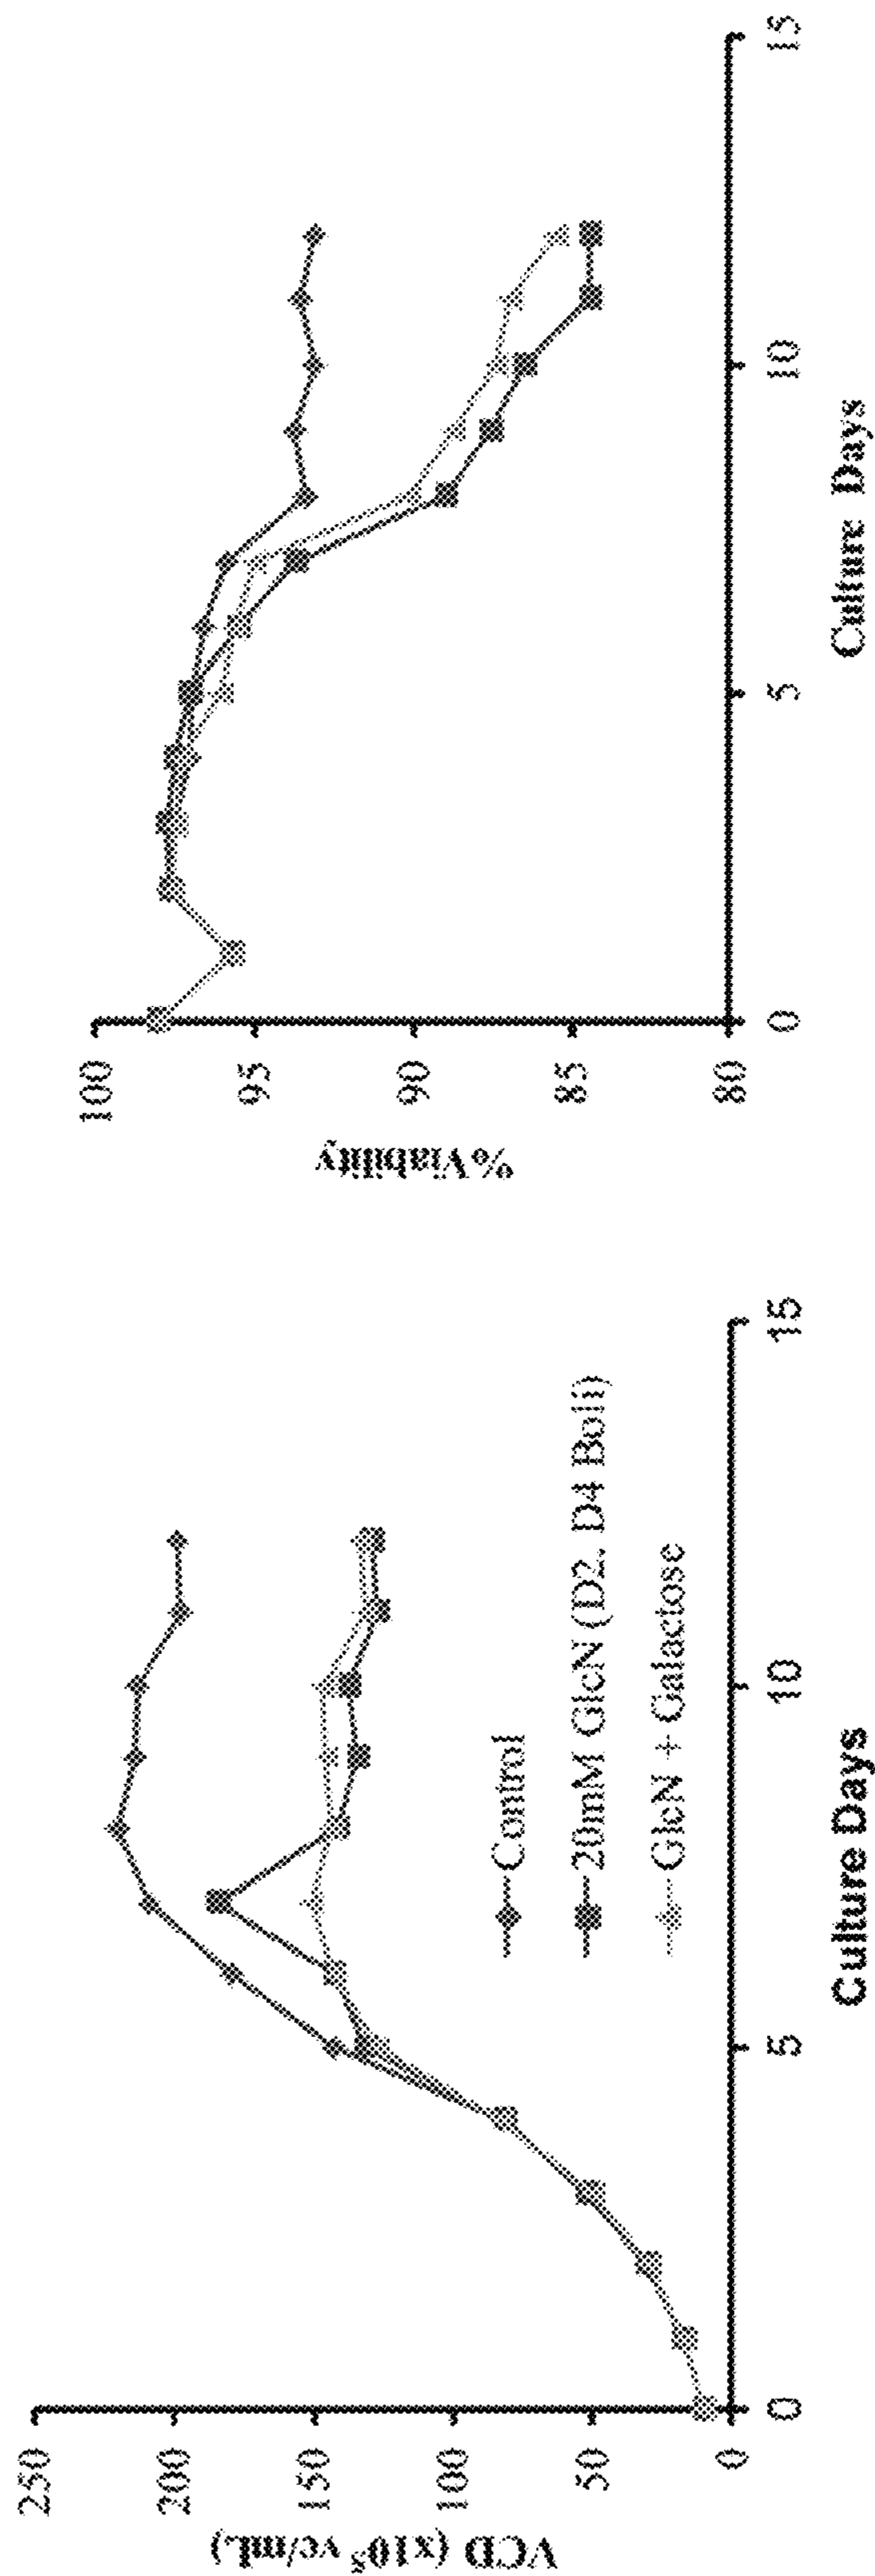 VCD (x10⁵ vc/mL)
250
200
150
100
50
0
0
5
10
15
Culture Days
Control
20mM GlcN (D2, D4 Boli)
GlcN + Galactose
%Viability
100
95
90
85
80
0
5
10
15
Culture Days